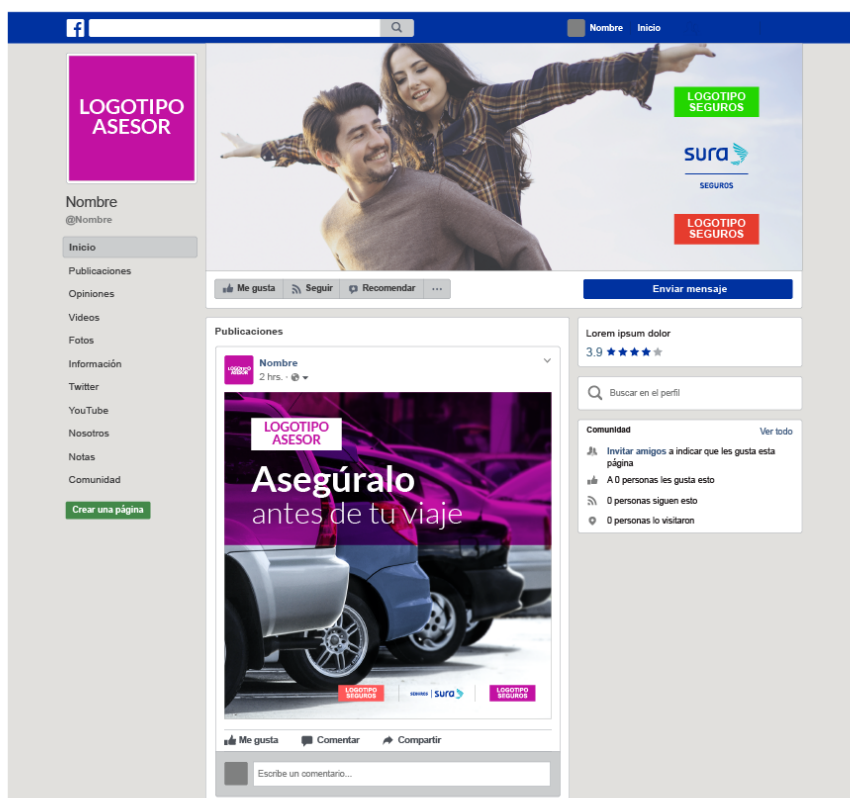 f
Nombre Inicio
LOGOTIPO
ASESOR
Nombre
@Nombre
Inicio
Publicaciones
Opiniones
Videos
Fotos
Información
Twitter
YouTube
Nosotros
Notas
Comunidad
Crear una página
LOGOTIPO
SEGUROS
sura
SEGUROS
LOGOTIPO
SEGUROS
Me gusta Seguir Recomendar ...
Enviar mensaje
Publicaciones
LOGOTIPO
ASESOR
Nombre
2 hrs. ·
LOGOTIPO
ASESOR
Asegúralo
antes de tu viaje
LOGOTIPO
SEGUROS
SEGUROS | sura
LOGOTIPO
SEGUROS
Me gusta Comentar Compartir
Escribe un comentario...
Lorem ipsum dolor
3.9 ★★★★★
Buscar en el perfil
Comunidad Ver todo
Invitar amigos a indicar que les gusta esta
página
A 0 personas les gusta esto
0 personas siguen esto
0 personas lo visitaron